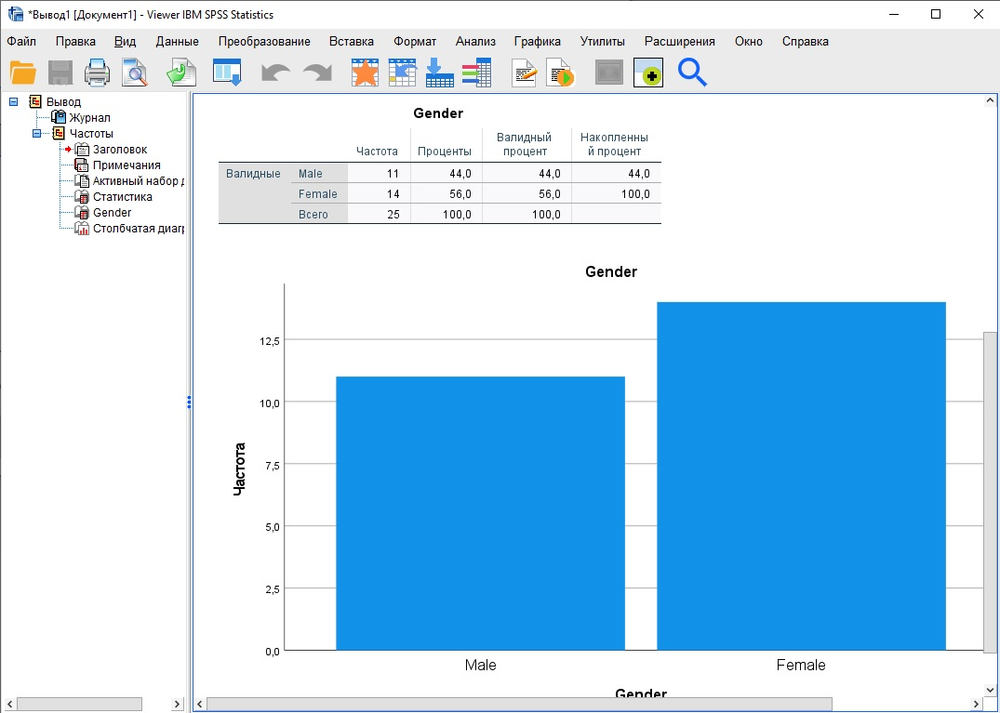 *Вывод1 [Документ1] - Viewer IBM SPSS Statistics
Файл Правка Вид Данные Преобразование Вставка Формат Анализ Графика Утилиты Расширения Окно Справка
Вывод
Журнал
Частоты
Заголовок
Примечания
Активный набор д
Статистика
Gender
Столбчатая диагр
Gender
Частота Проценты Валидный процент Накопленны й процент
Валидные Male 11 44,0 44,0 44,0
Female 14 56,0 56,0 100,0
Всего 25 100,0 100,0
Gender
12,5
10,0
7,5
5,0
2,5
0,0
Частота
Male Female
Gender